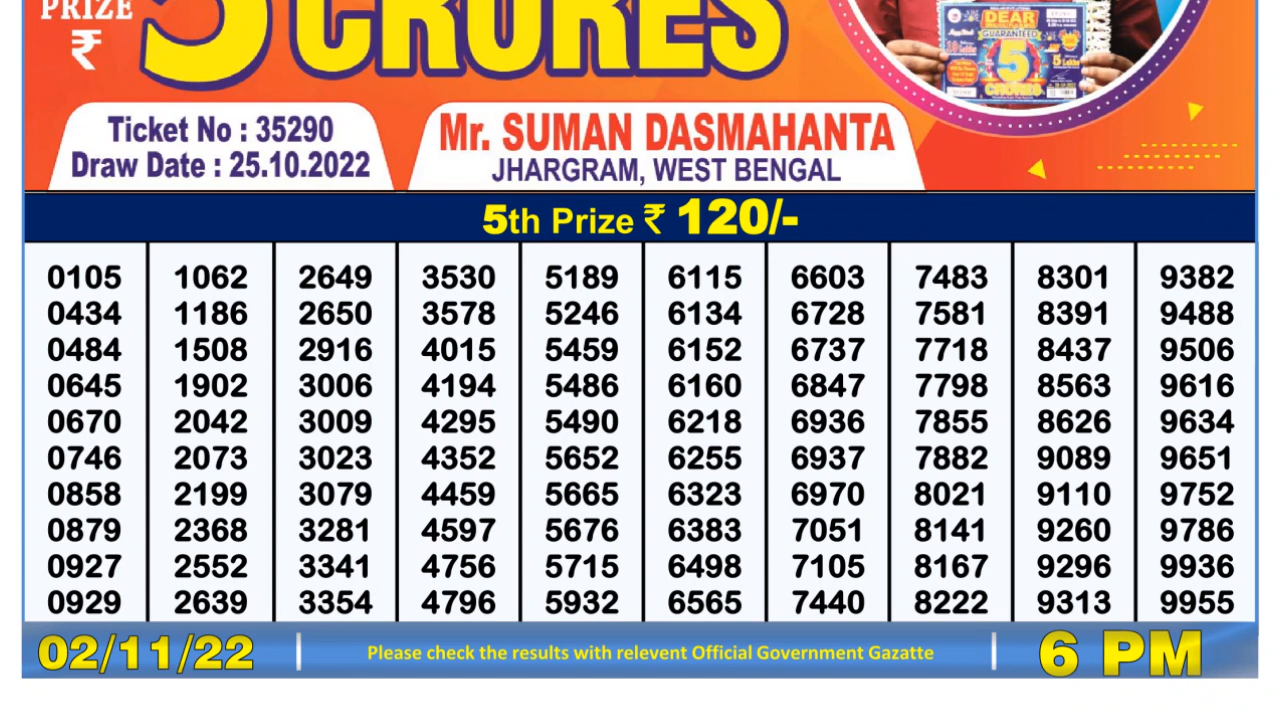 PRIZE
₹
5 CRORES
DEAR
GUARANTEED
5
CRORES
Ticket No : 35290
Draw Date : 25.10.2022
Mr. SUMAN DASMAHANTA
JHARGRAM, WEST BENGAL
5th Prize ₹ 120/-
0105 1062 2649 3530 5189 6115 6603 7483 8301 9382
0434 1186 2650 3578 5246 6134 6728 7581 8391 9488
0484 1508 2916 4015 5459 6152 6737 7718 8437 9506
0645 1902 3006 4194 5486 6160 6847 7798 8563 9616
0670 2042 3009 4295 5490 6218 6936 7855 8626 9634
0746 2073 3023 4352 5652 6255 6937 7882 9089 9651
0858 2199 3079 4459 5665 6323 6970 8021 9110 9752
0879 2368 3281 4597 5676 6383 7051 8141 9260 9786
0927 2552 3341 4756 5715 6498 7105 8167 9296 9936
0929 2639 3354 4796 5932 6565 7440 8222 9313 9955
02/11/22 | Please check the results with relevent Official Government Gazatte | 6 PM